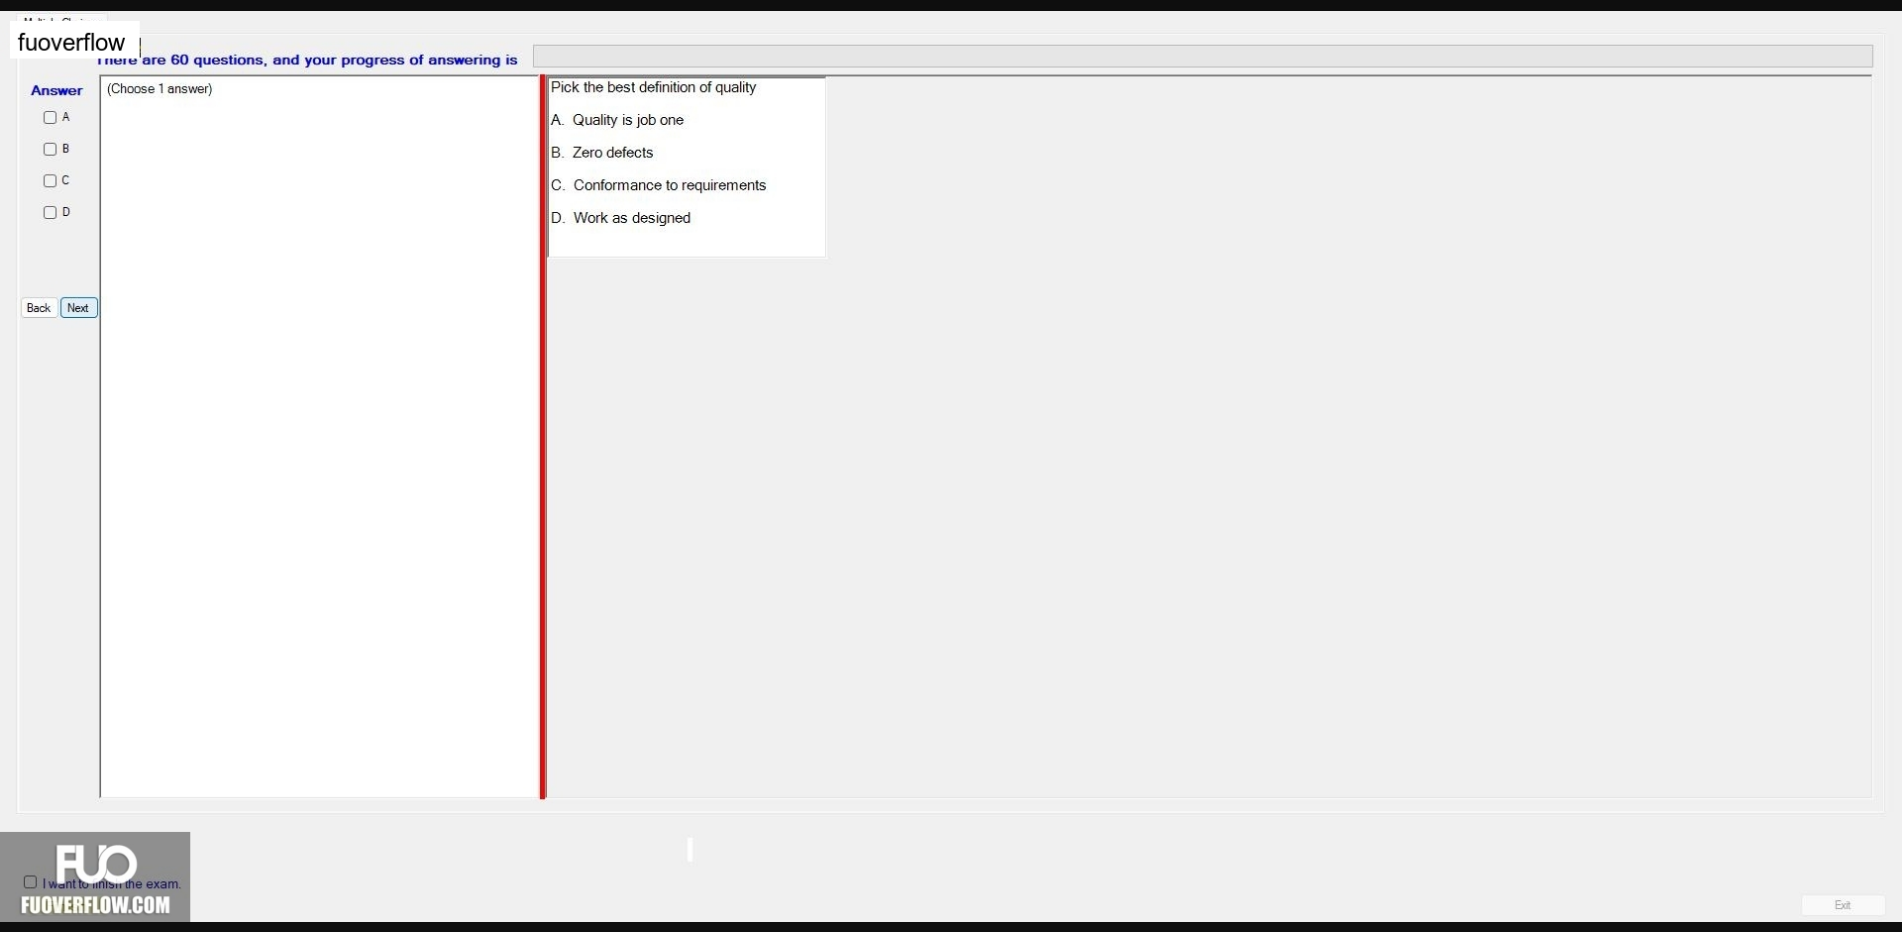 fuoverflow
There are 60 questions, and your progress of answering is
Answer
(Choose 1 answer)
A
B
C
D
Back
Next
Pick the best definition of quality
A. Quality is job one
B. Zero defects
C. Conformance to requirements
D. Work as designed
FUO
I want to finish the exam.
FUOVERFLOW.COM
Exit